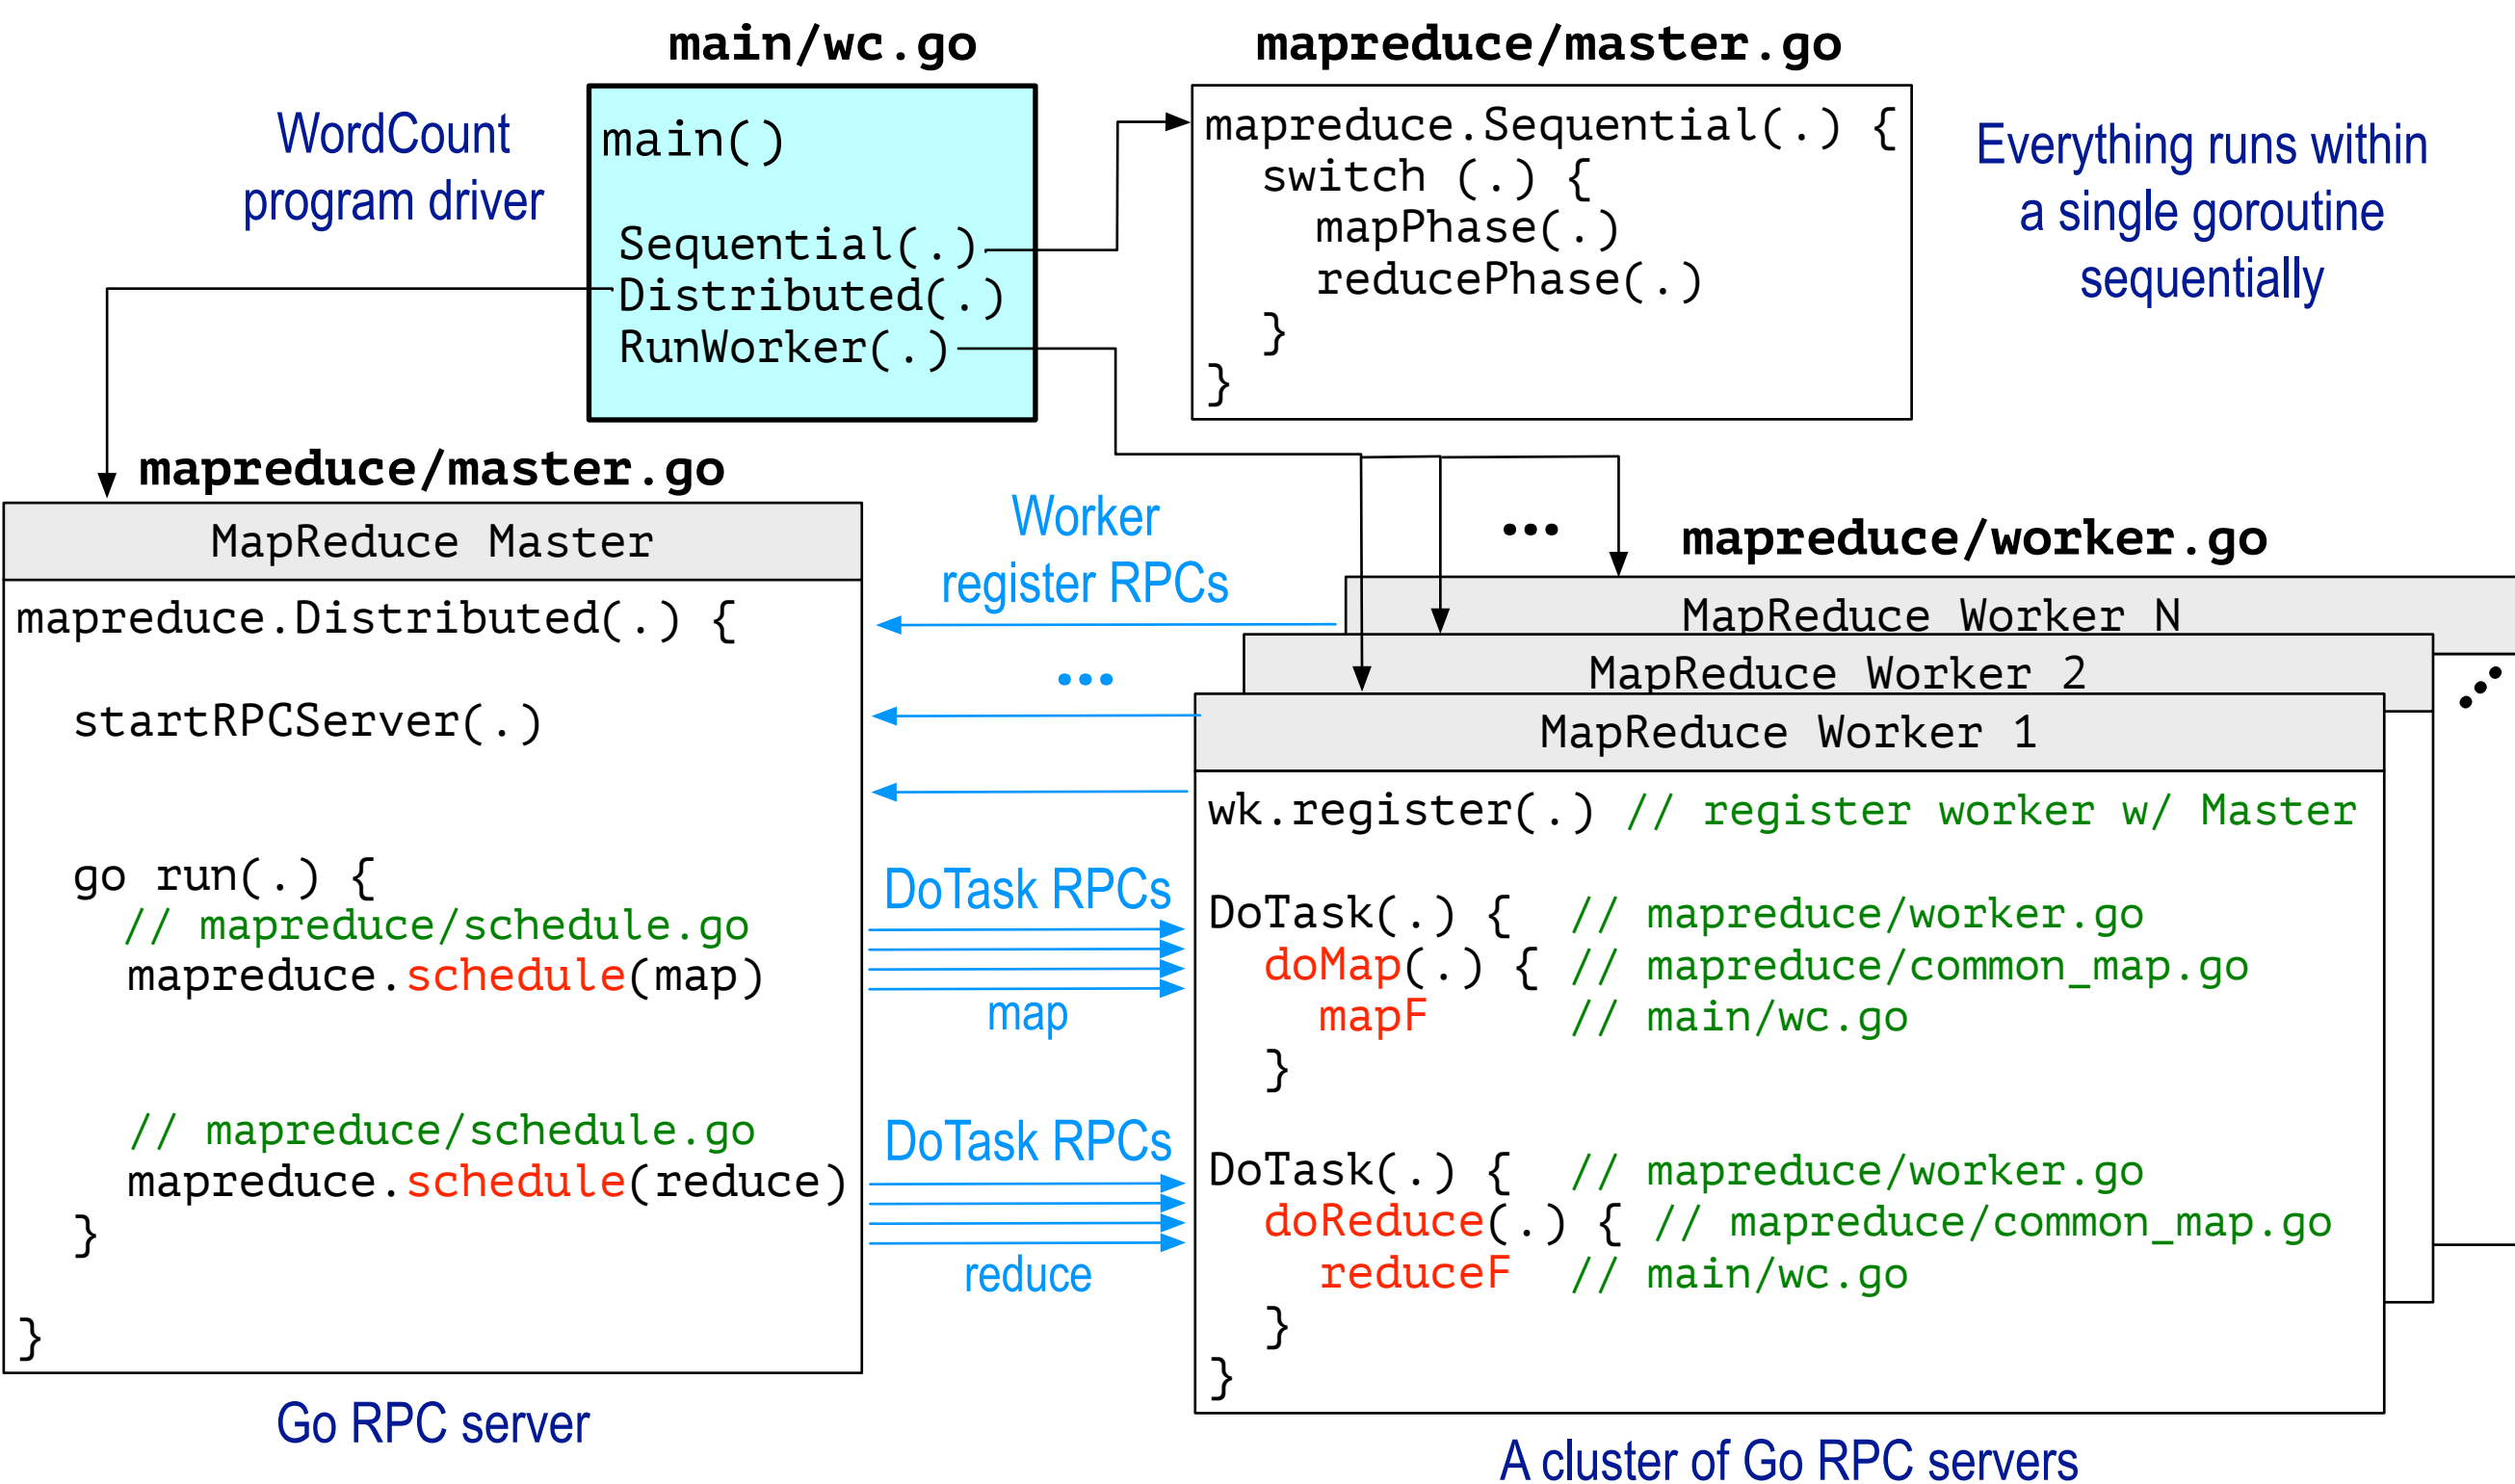 main/wc.go
WordCount
program driver
main()
Sequential(.)
Distributed(.)
RunWorker(.)
mapreduce/master.go
mapreduce.Sequential(.) {
switch (.) {
mapPhase(.)
reducePhase(.)
}
}
Everything runs within
a single goroutine
sequentially
mapreduce/master.go
MapReduce Master
mapreduce.Distributed(.) {
startRPCServer(.)
go run(.) {
// mapreduce/schedule.go
mapreduce.schedule(map)
// mapreduce/schedule.go
mapreduce.schedule(reduce)
}
}
Go RPC server
Worker
register RPCs
...
DoTask RPCs
map
DoTask RPCs
reduce
...
mapreduce/worker.go
MapReduce Worker N
MapReduce Worker 2
...
MapReduce Worker 1
wk.register(.) // register worker w/ Master
DoTask(.) { // mapreduce/worker.go
doMap(.) { // mapreduce/common_map.go
mapF // main/wc.go
}
DoTask(.) { // mapreduce/worker.go
doReduce(.) { // mapreduce/common_map.go
reduceF // main/wc.go
}
}
A cluster of Go RPC servers